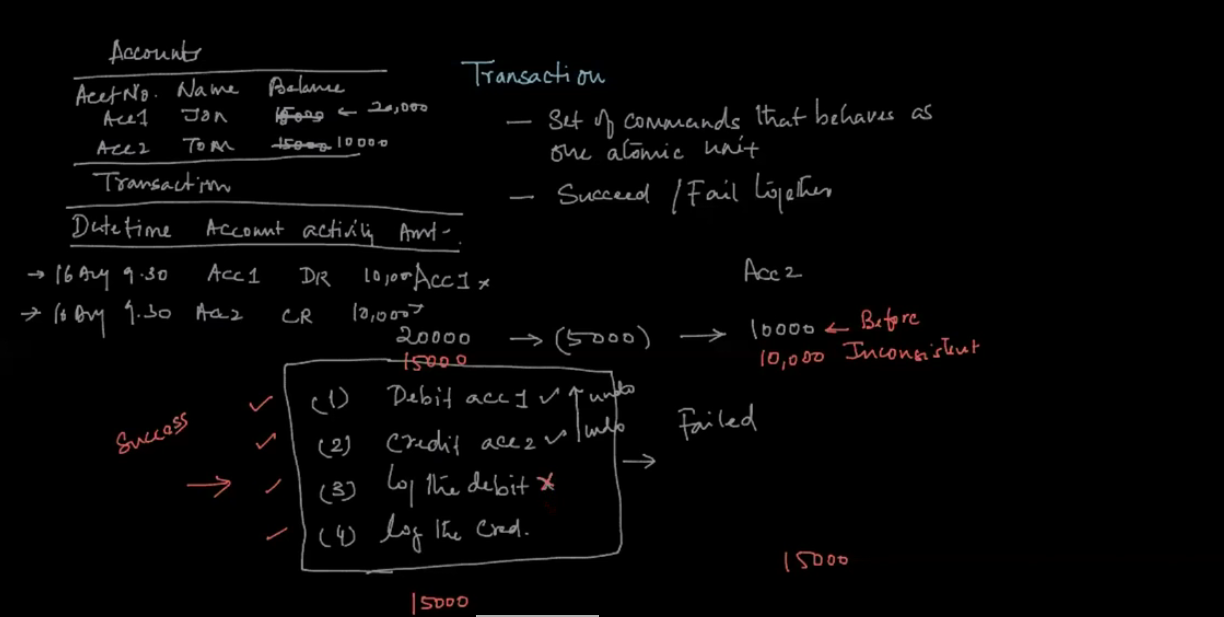 Accounts
Acct No. Name Balance
Acc1 Jon 15000 ← 20,000
Acc2 Tom 15000 10000
Transaction
Datetime Account activity Amt-
→ 16 Aug 9.30 Acc1 DR 10,000
→ 16 Aug 9.30 Acc2 CR 10,000
Transaction
— Set of commands that behaves as
one atomic unit
— Succeed / Fail together
Acc1 x
Acc2
20000 → (5000) → 10000 ← Before
15000
10,000 Inconsistent
Success
(1) Debit acc1 ✓ undo
(2) Credit acc2 ✓ undo
(3) Log the debit x
(4) Log the Cred.
→ Failed
15000
15000